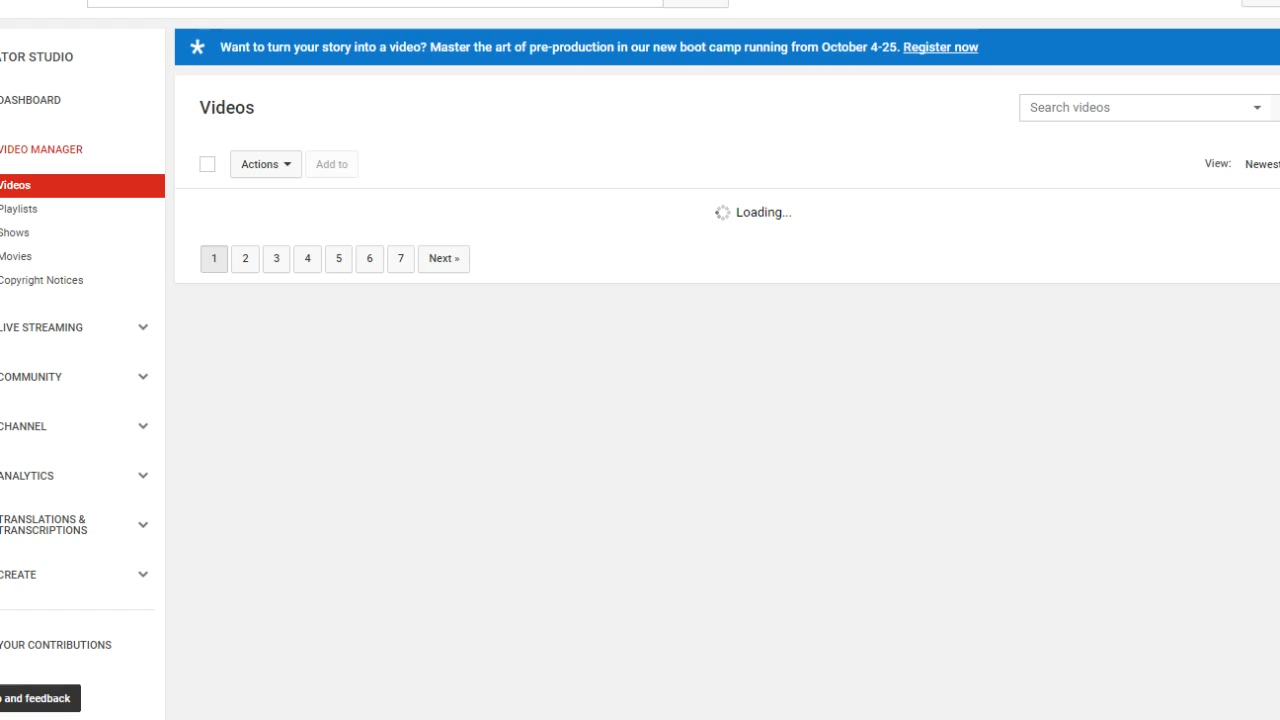 Want to turn your story into a video? Master the art of pre-production in our new boot camp running from October 4-25. Register now
ATOR STUDIO
DASHBOARD
VIDEO MANAGER
Videos
Playlists
Shows
Movies
Copyright Notices
LIVE STREAMING
COMMUNITY
CHANNEL
ANALYTICS
TRANSLATIONS &
TRANSCRIPTIONS
CREATE
YOUR CONTRIBUTIONS
and feedback
Videos
Search videos
Actions Add to
View: Newest
Loading...
1 2 3 4 5 6 7 Next »